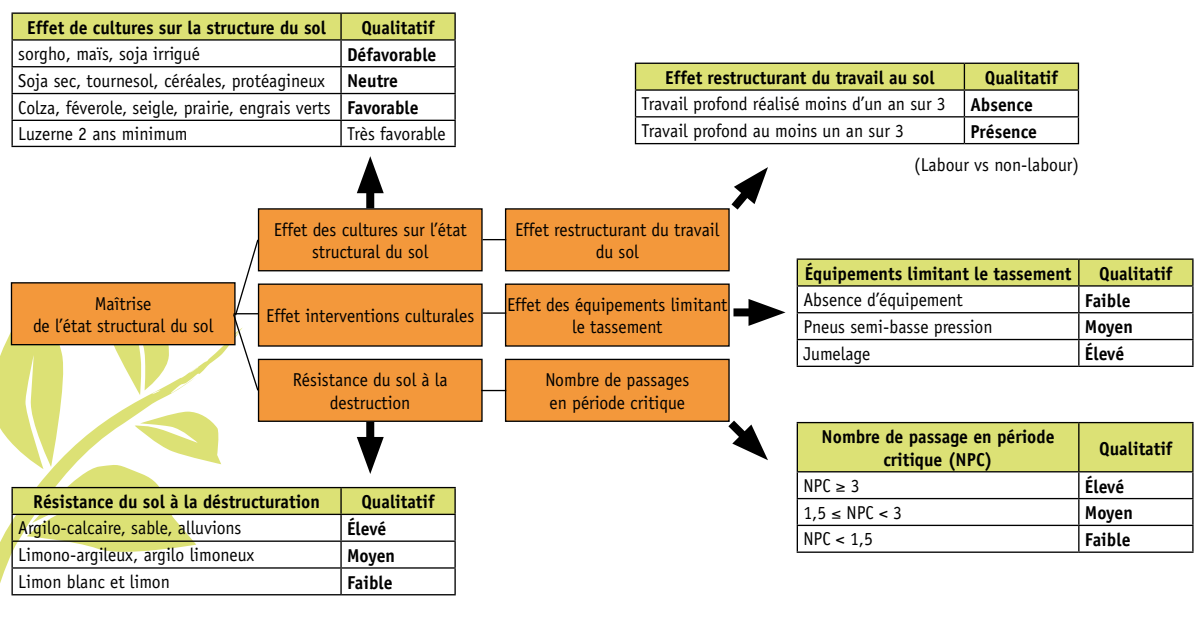 Effet de cultures sur la structure du sol Qualitatif
sorgho, maïs, soja irrigué Défavorable
Soja sec, tournesol, céréales, protéagineux Neutre
Colza, féverole, seigle, prairie, engrais verts Favorable
Luzerne 2 ans minimum Très favorable
Effet restructurant du travail au sol Qualitatif
Travail profond réalisé moins d'un an sur 3 Absence
Travail profond au moins un an sur 3 Présence
(Labour vs non-labour)
Effet des cultures sur l'état
structural du sol
Effet restructurant du travail
du sol
Maîtrise
de l'état structural du sol
Effet interventions culturales
Effet des équipements limitant
le tassement
Résistance du sol à la
destruction
Nombre de passages
en période critique
Équipements limitant le tassement Qualitatif
Absence d'équipement Faible
Pneus semi-basse pression Moyen
Jumelage Élevé
Nombre de passage en période
critique (NPC) Qualitatif
NPC ≥ 3 Élevé
1,5 ≤ NPC < 3 Moyen
NPC < 1,5 Faible
Résistance du sol à la déstructuration Qualitatif
Argilo-calcaire, sable, alluvions Élevé
Limono-argileux, argilo limoneux Moyen
Limon blanc et limon Faible